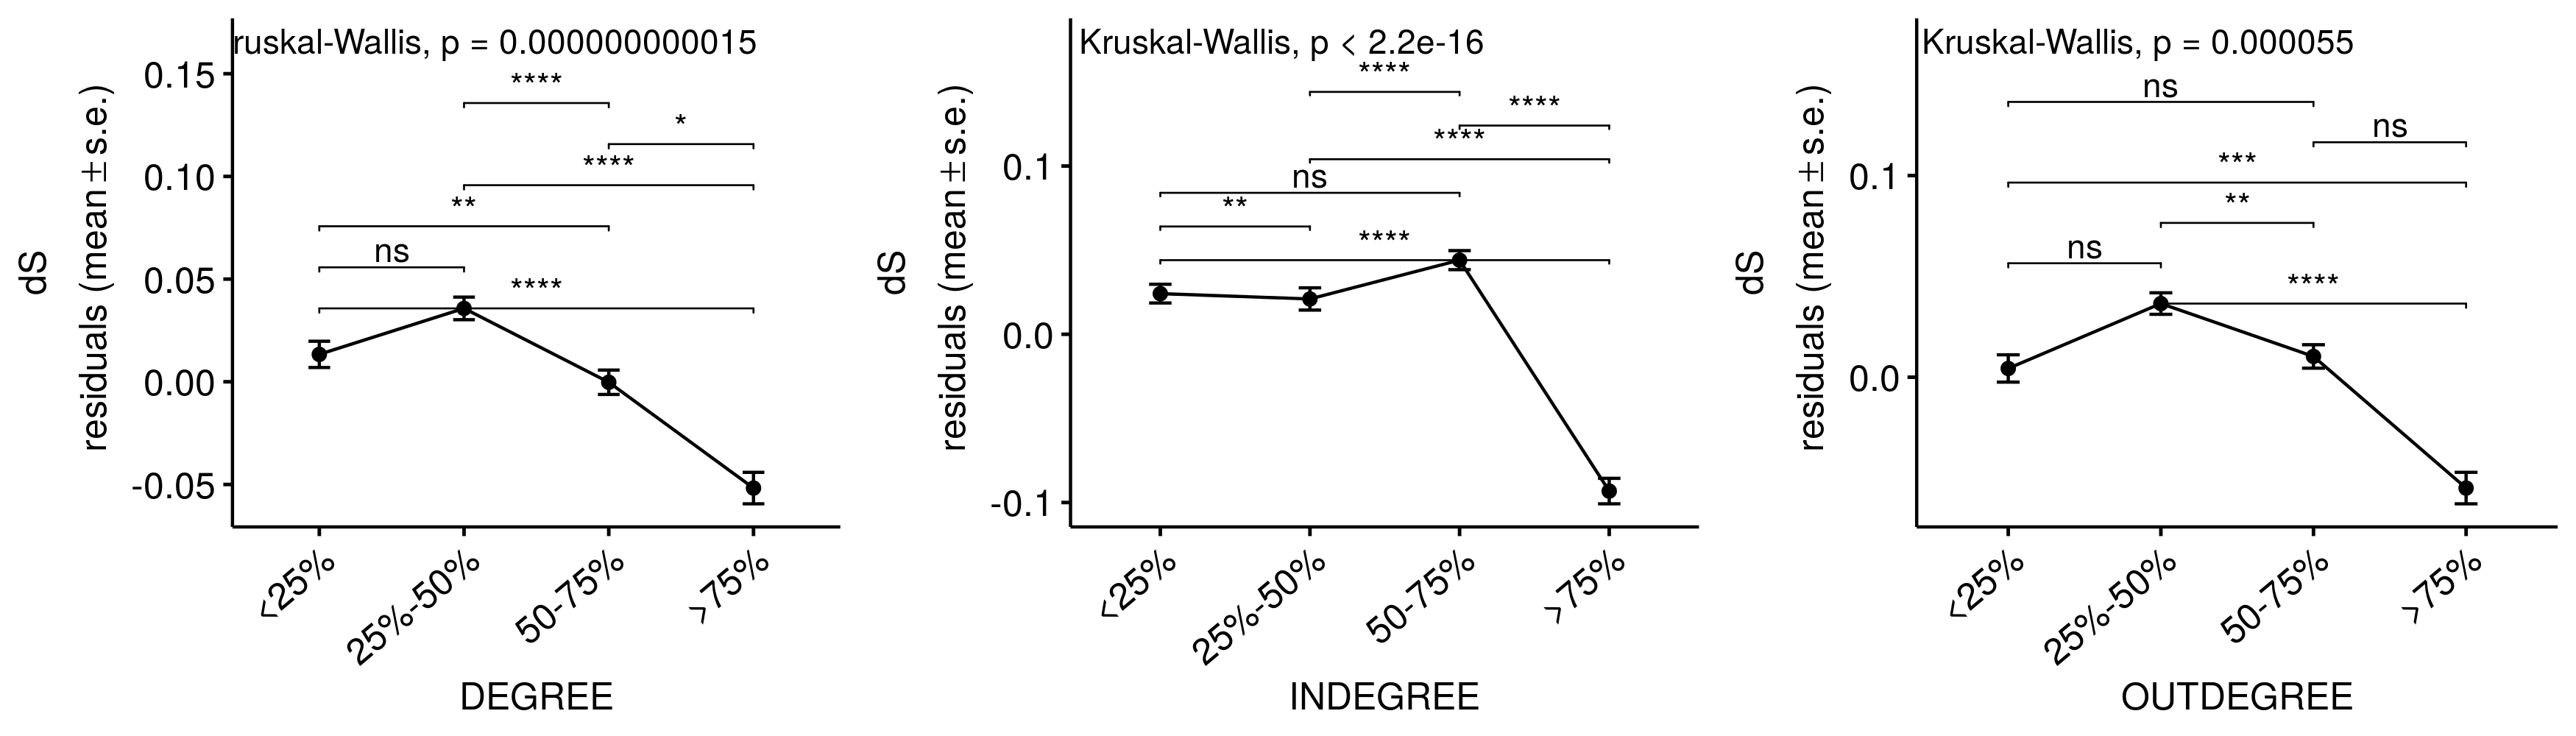 ruskal-Wallis, p = 0.000000000015
0.15
0.10
0.05
0.00
-0.05
dS
residuals (mean±s.e.)
****
*
****
**
ns
****
<25%
25%-50%
50-75%
>75%
DEGREE
Kruskal-Wallis, p < 2.2e-16
0.1
0.0
-0.1
dS
residuals (mean±s.e.)
****
****
****
ns
**
****
<25%
25%-50%
50-75%
>75%
INDEGREE
Kruskal-Wallis, p = 0.000055
0.1
0.0
dS
residuals (mean±s.e.)
ns
ns
***
**
ns
****
<25%
25%-50%
50-75%
>75%
OUTDEGREE